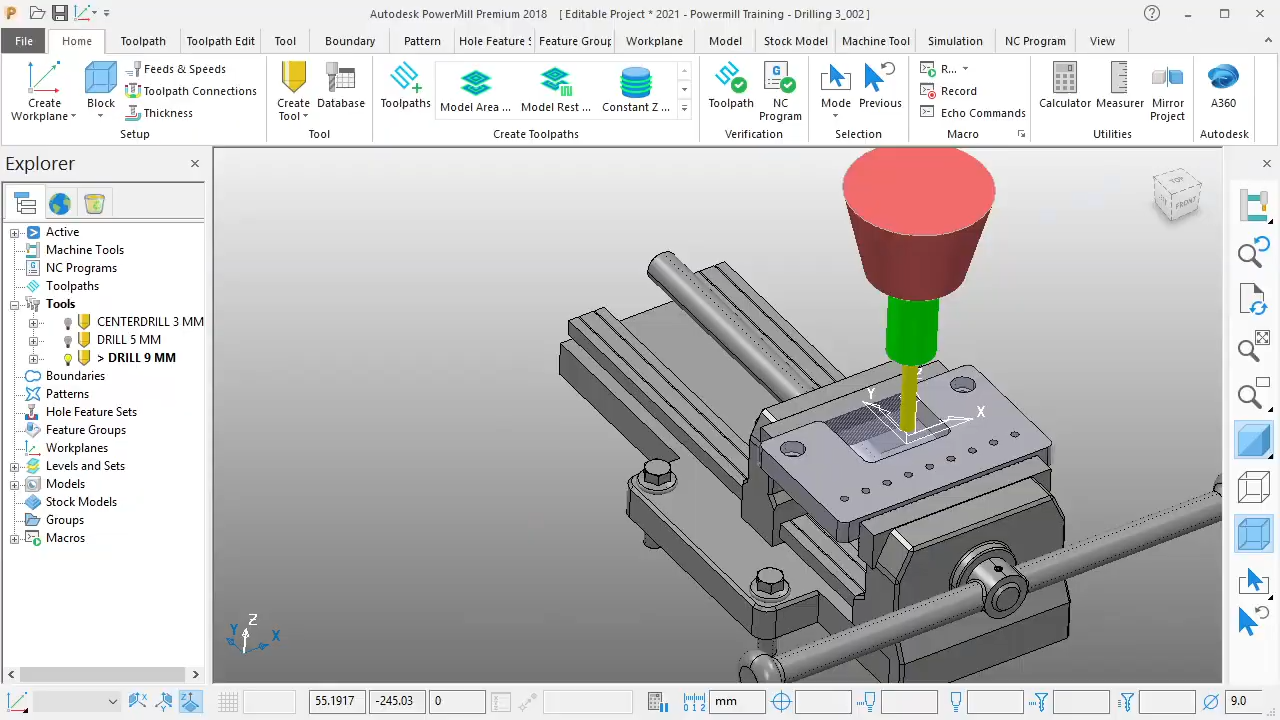 Autodesk PowerMill Premium 2018 [ Editable Project * 2021 - Powermill Training - Drilling 3_002 ]
File Home Toolpath Toolpath Edit Tool Boundary Pattern Hole Feature S Feature Group Workplane Model Stock Model Machine Tool Simulation NC Program View
Create Workplane
Block
Feeds & Speeds
Toolpath Connections
Thickness
Setup
Create Tool
Database
Tool
Toolpaths
Model Area ...
Model Rest ...
Constant Z ...
Create Toolpaths
Toolpath
NC Program
Verification
Mode
Previous
Selection
R...
Record
Echo Commands
Macro
Calculator
Measurer
Mirror Project
Utilities
A360
Autodesk
Explorer
Active
Machine Tools
NC Programs
Toolpaths
Tools
CENTERDRILL 3 MM
DRILL 5 MM
> DRILL 9 MM
Boundaries
Patterns
Hole Feature Sets
Feature Groups
Workplanes
Levels and Sets
Models
Stock Models
Groups
Macros
TOP
FRONT
Y
X
Z
Y
X
55.1917 -245.03 0 mm 9.0